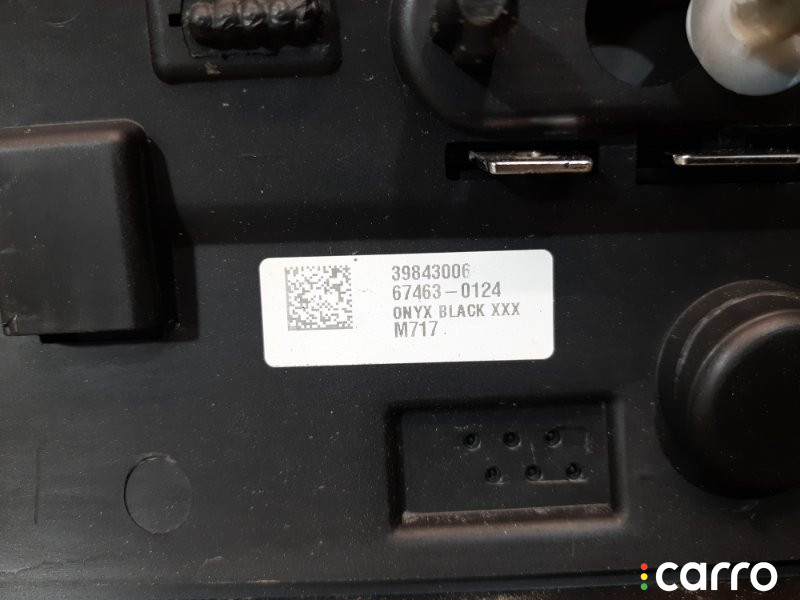 39843006
67463-0124
ONYX BLACK XXX
M717
carro